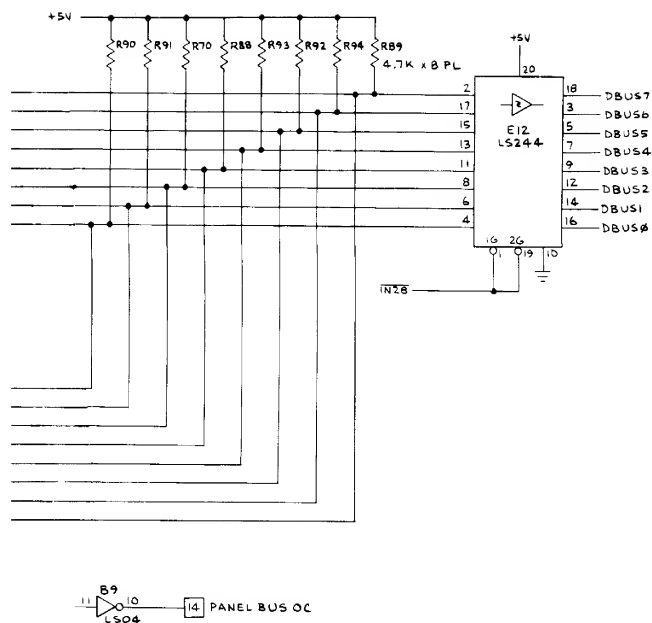 +5V
R90 R91 R70 R88 R93 R92 R94 R89
4.7K x 8 PL
+5V
20
2 18 DBUS7
17 3 DBUS6
15 E12 5 DBUS5
13 LS244 7 DBUS4
11 9 DBUS3
8 12 DBUS2
6 14 DBUS1
4 16 DBUSØ
1G 2G
1 19 10
IN28
B9
11 10 14 PANEL BUS OC
LS04